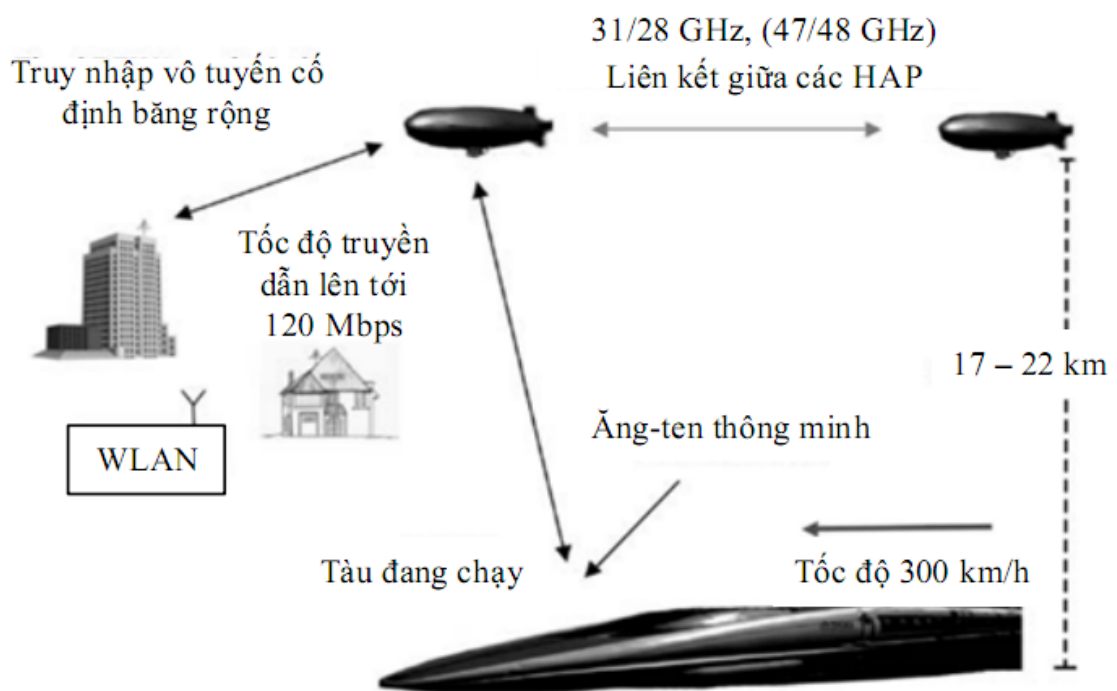 31/28 GHz, (47/48 GHz)
Liên kết giữa các HAP
Truy nhập vô tuyến cố
định băng rộng
Tốc độ truyền
dẫn lên tới
120 Mbps
17 – 22 km
Ăng-ten thông minh
WLAN
Tàu đang chạy
Tốc độ 300 km/h